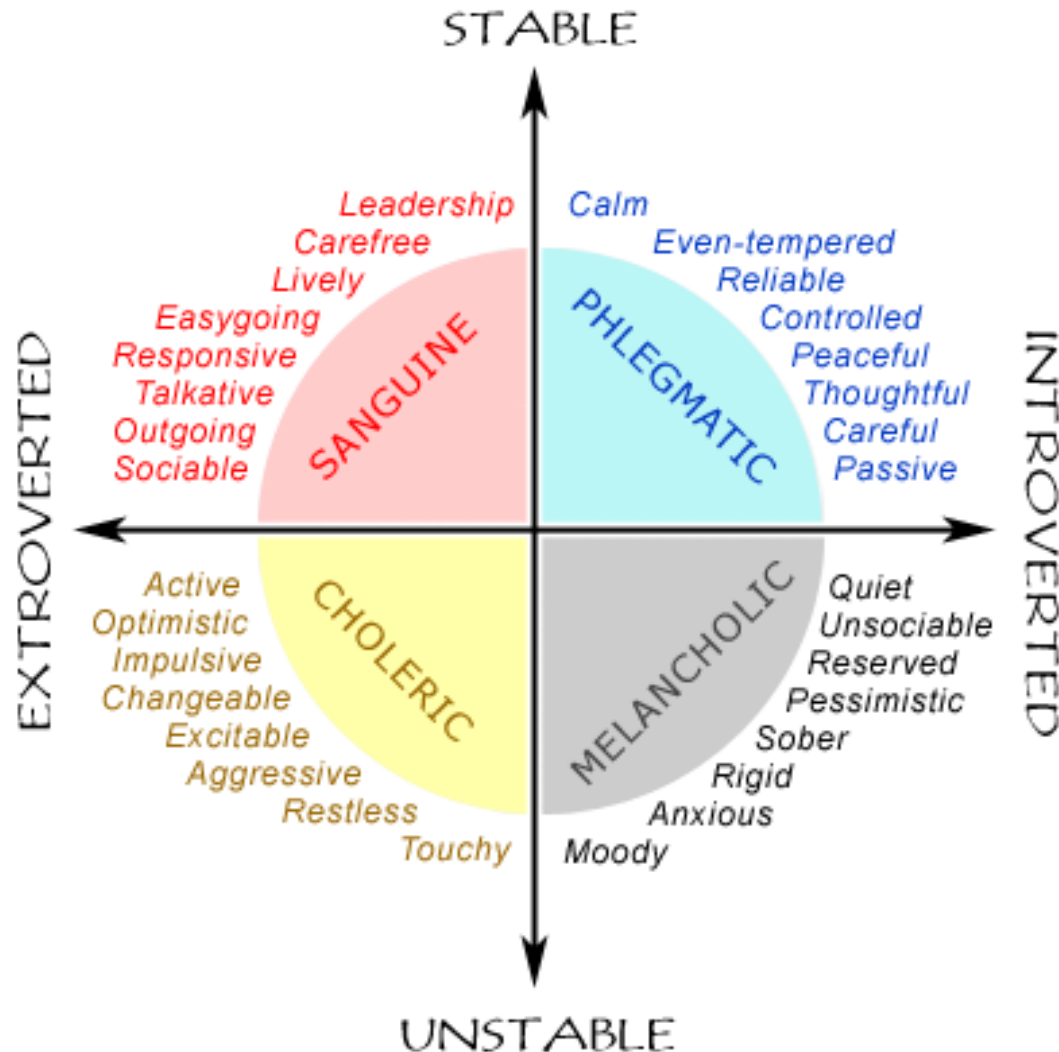 STABLE
Leadership
Carefree
Lively
Easygoing
Responsive
Talkative
Outgoing
Sociable
SANGUINE
Calm
Even-tempered
Reliable
Controlled
Peaceful
Thoughtful
Careful
Passive
PHLEGMATIC
EXTROVERTED
INTROVERTED
Active
Optimistic
Impulsive
Changeable
Excitable
Aggressive
Restless
Touchy
CHOLERIC
Quiet
Unsociable
Reserved
Pessimistic
Sober
Rigid
Anxious
Moody
MELANCHOLIC
UNSTABLE